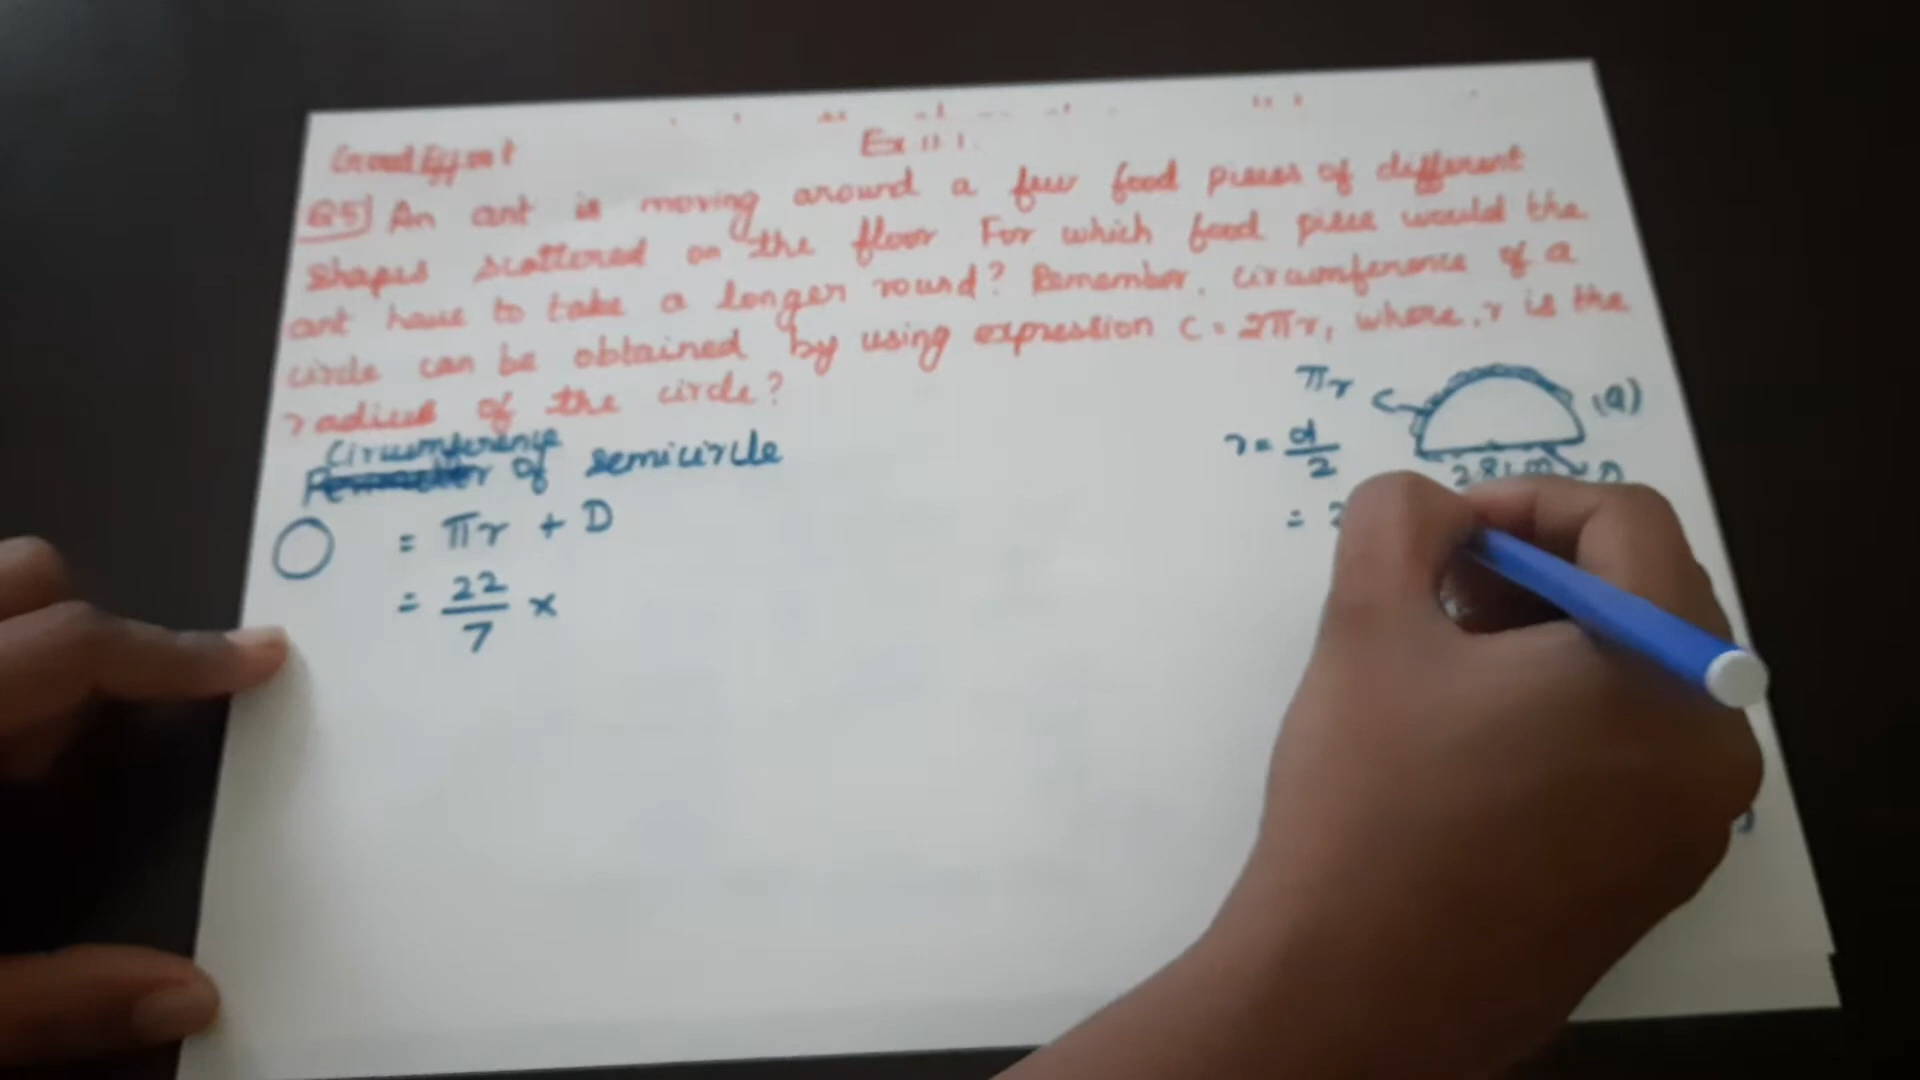 Ex 11.1
Q5] An ant is moving around a few food pieces of different
shapes scattered on the floor For which food piece would the
ant have to take a longer round? Remember, circumference of a
circle can be obtained by using expression C = 2πr, where, r is the
radius of the circle?
Circumference
of semicircle
= πr + D
= 22/7 ×
πr C (a)
r = d/2
2.8cm D
= 2